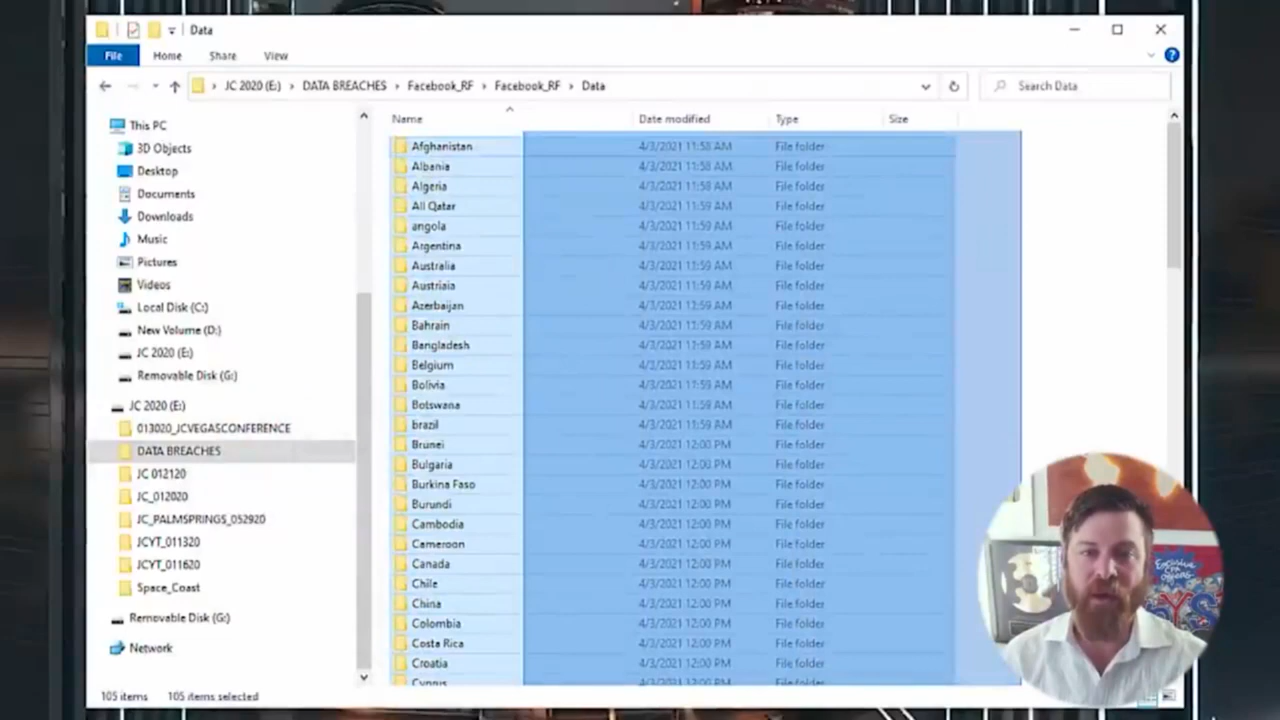 Data
File Home Share View
JC 2020 (E:) DATA BREACHES Facebook_RF Facebook_RF Data
Search Data
This PC
3D Objects
Desktop
Documents
Downloads
Music
Pictures
Videos
Local Disk (C:)
New Volume (D:)
JC 2020 (E:)
Removable Disk (G:)
JC 2020 (E:)
013020_JCVEGASCONFERENCE
DATA BREACHES
JC 012120
JC_012020
JC_PALMSPRINGS_052920
JCYT_011320
JCYT_011620
Space_Coast
Removable Disk (G:)
Network
Name Date modified Type Size
Afghanistan 4/3/2021 11:58 AM File folder
Albania 4/3/2021 11:58 AM File folder
Algeria 4/3/2021 11:58 AM File folder
All Qatar 4/3/2021 11:59 AM File folder
angola 4/3/2021 11:59 AM File folder
Argentina 4/3/2021 11:59 AM File folder
Australia 4/3/2021 11:59 AM File folder
Austriaia 4/3/2021 11:59 AM File folder
Azerbaijan 4/3/2021 12:59 AM File folder
Bahrain 4/3/2021 11:59 AM File folder
Bangladesh 4/3/2021 12:59 AM File folder
Belgium 4/3/2021 11:59 AM File folder
Bolivia 4/3/2021 11:59 AM File folder
Botswana 4/3/2021 11:59 AM File folder
brazil 4/3/2021 11:59 AM File folder
Brunei 4/3/2021 12:00 PM File folder
Bulgaria 4/3/2021 12:00 PM File folder
Burkina Faso 4/3/2021 12:00 PM File folder
Burundi 4/3/2021 12:00 PM File folder
Cambodia 4/3/2021 12:00 PM File folder
Cameroon 4/3/2021 12:00 PM File folder
Canada 4/3/2021 12:00 PM File folder
Chile 4/3/2021 12:00 PM File folder
China 4/3/2021 12:00 PM File folder
Colombia 4/3/2021 12:00 PM File folder
Costa Rica 4/3/2021 12:00 PM File folder
Croatia 4/3/2021 12:00 PM File folder
Cyprus
105 items 105 items selected
Exclusive
CPA
Offers